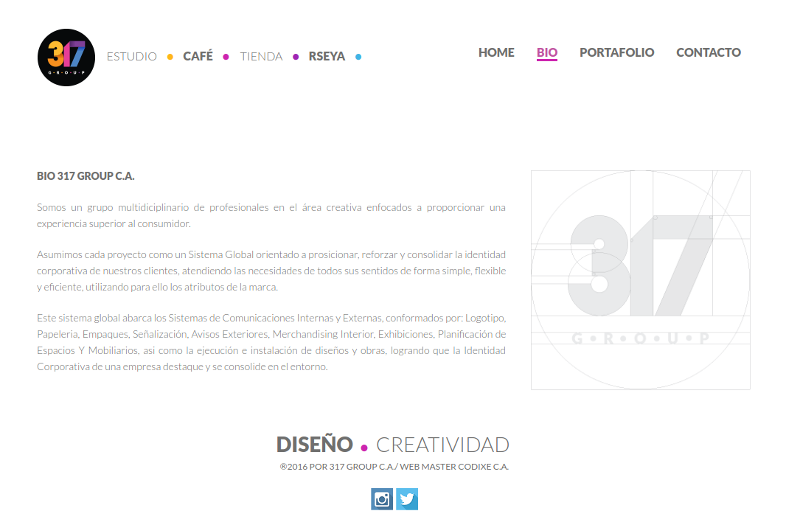 317
G·R·O·U·P
ESTUDIO • CAFÉ • TIENDA • RSEYA •
HOME BIO PORTAFOLIO CONTACTO
BIO 317 GROUP C.A.
Somos un grupo multidiciplinario de profesionales en el área creativa enfocados a proporcionar una
experiencia superior al consumidor.
Asumimos cada proyecto como un Sistema Global orientado a prosicionar, reforzar y consolidar la identidad
corporativa de nuestros clientes, atendiendo las necesidades de todos sus sentidos de forma simple, flexible
y eficiente, utilizando para ello los atributos de la marca.
Este sistema global abarca los Sistemas de Comunicaciones Internas y Externas, conformados por: Logotipo,
Papeleria, Empaques, Señalización, Avisos Exteriores, Merchandising Interior, Exhibiciones, Planificación de
Espacios Y Mobiliarios, asi como la ejecución e instalación de diseños y obras, logrando que la Identidad
Corporativa de una empresa destaque y se consolide en el entorno.
317
G•R•O•U•P
DISEÑO • CREATIVIDAD
®2016 POR 317 GROUP C.A./ WEB MASTER CODIXE C.A.